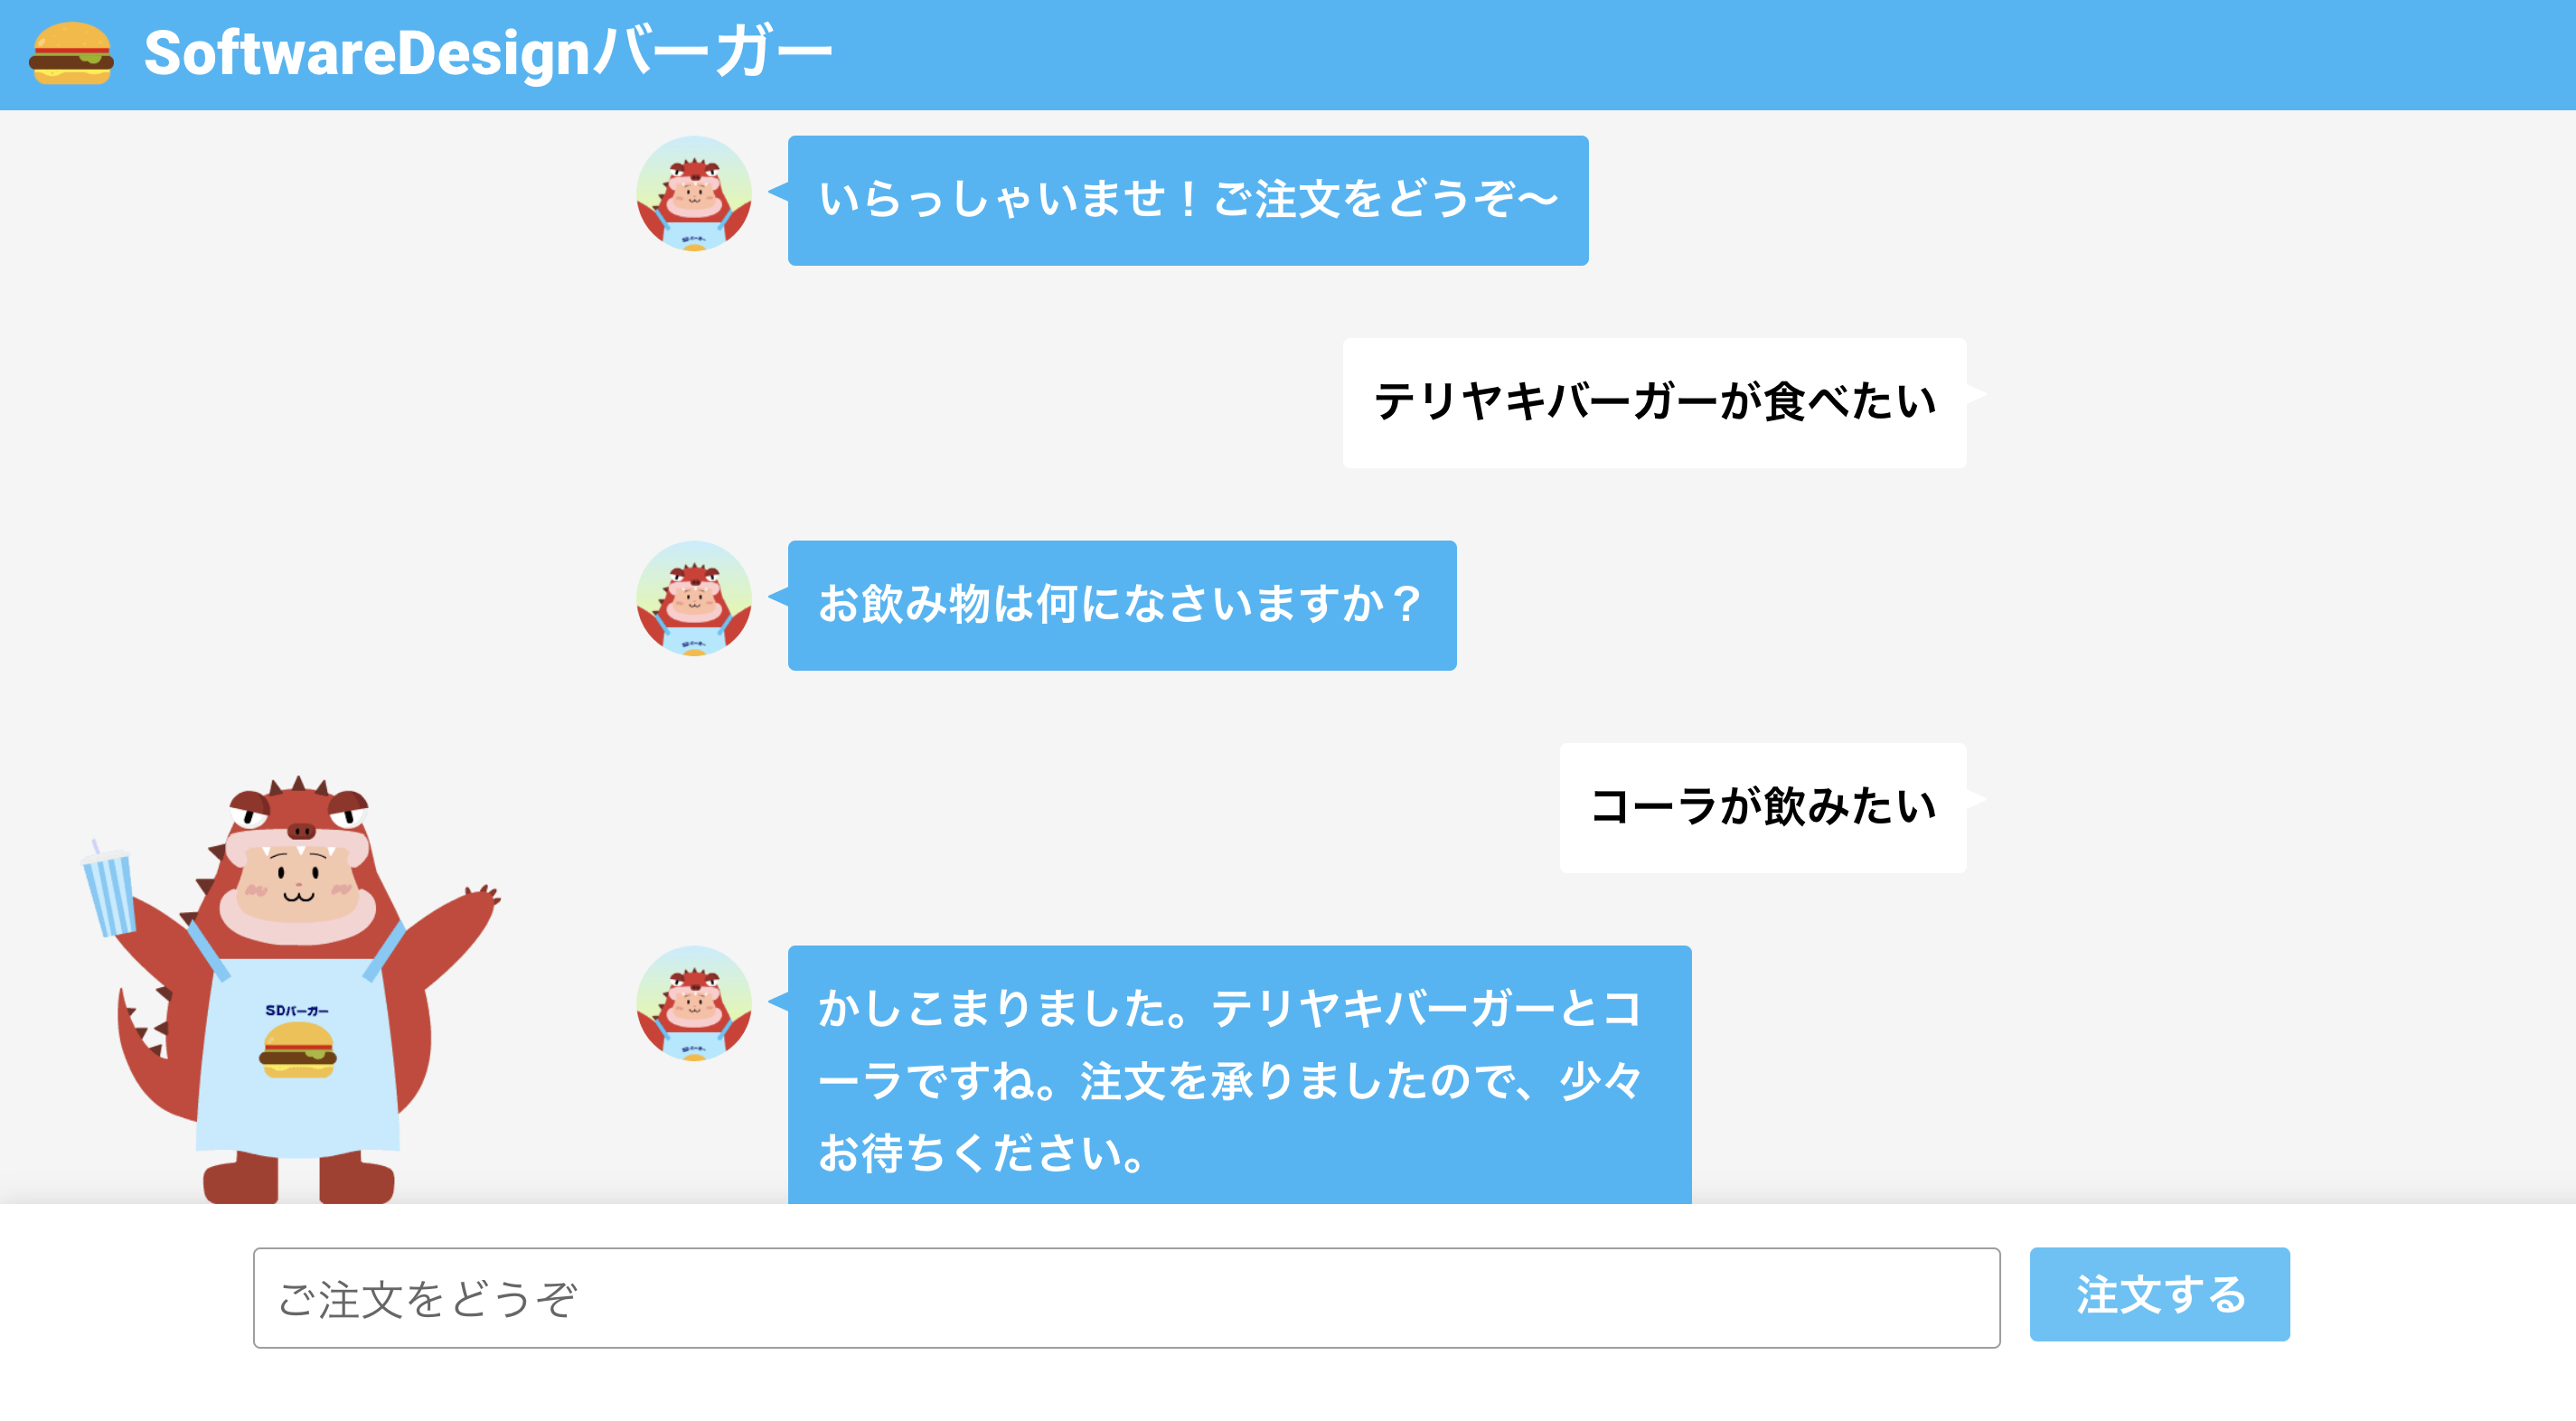 SoftwareDesignバーガー
いらっしゃいませ！ご注文をどうぞ〜
テリヤキバーガーが食べたい
お飲み物は何になさいますか？
コーラが飲みたい
かしこまりました。テリヤキバーガーとコ
ーラですね。注文を承りましたので、少々
お待ちください。
SDバーガー
ご注文をどうぞ
注文する